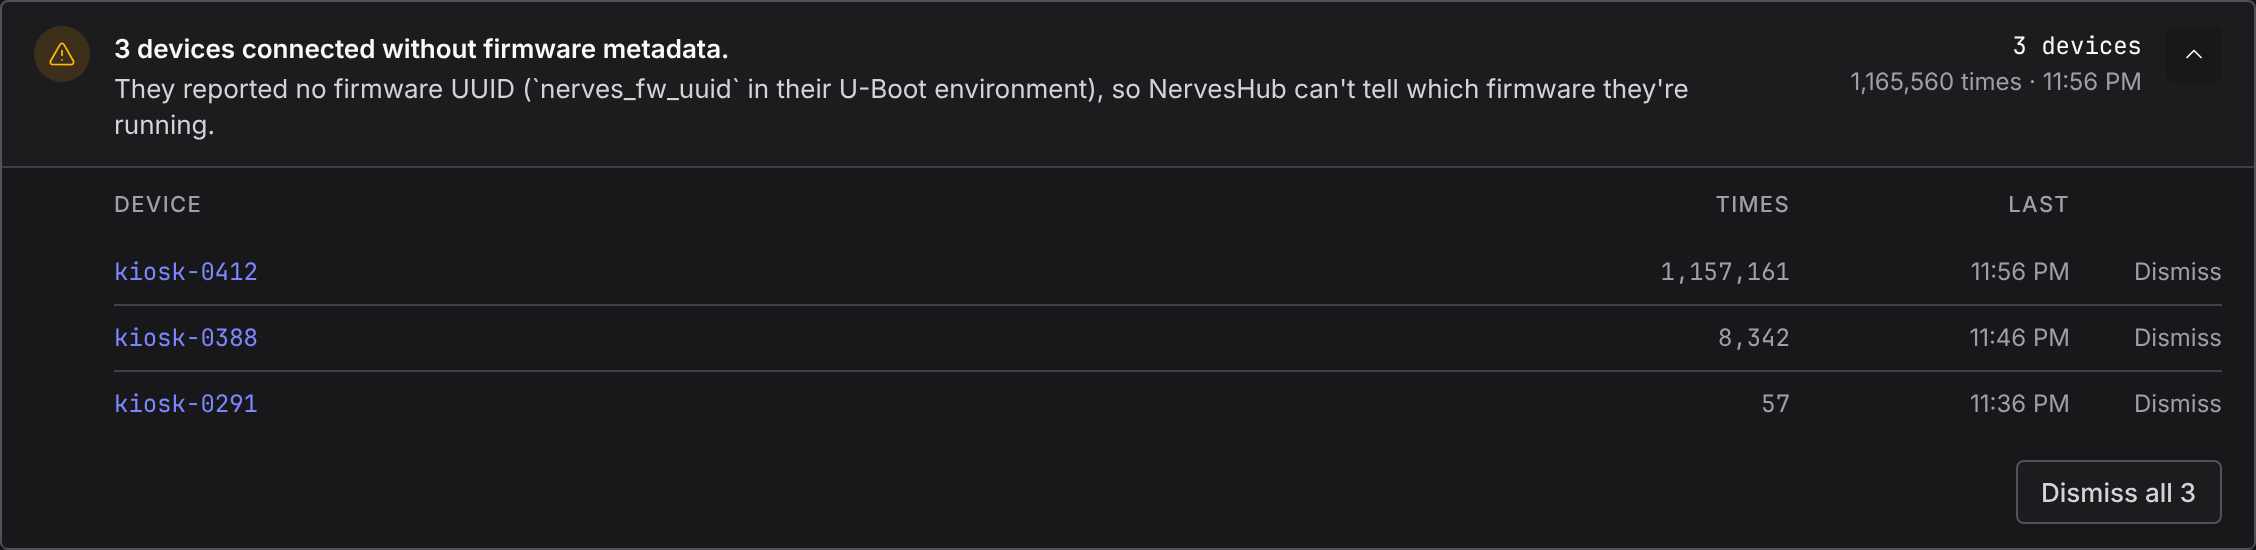 3 devices connected without firmware metadata.
They reported no firmware UUID (`nerves_fw_uuid` in their U-Boot environment), so NervesHub can't tell which firmware they're
running.
3 devices
1,165,560 times · 11:56 PM
DEVICE TIMES LAST
kiosk-0412 1,157,161 11:56 PM Dismiss
kiosk-0388 8,342 11:46 PM Dismiss
kiosk-0291 57 11:36 PM Dismiss
Dismiss all 3